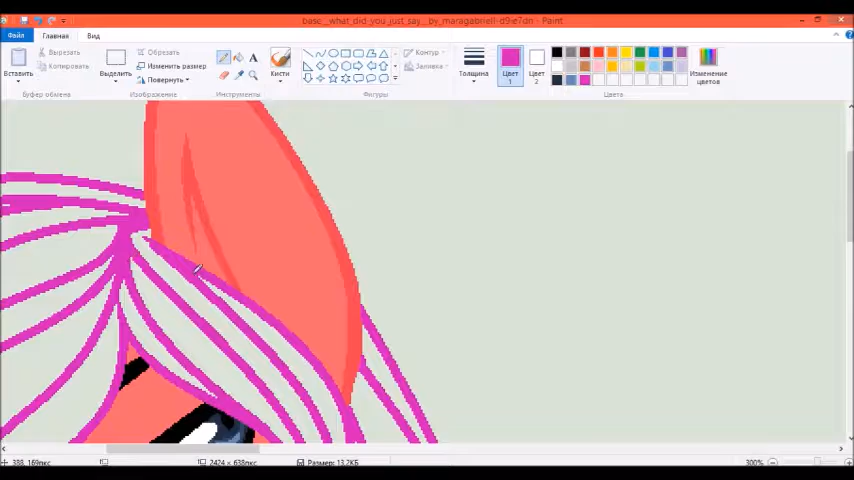 base__what_did_you_just_say__by_maragabriell-d9ie7dn - Paint
Файл Главная Вид
Вставить
Вырезать
Копировать
Буфер обмена
Выделить
Обрезать
Изменить размер
Повернуть
Изображение
A
Инструменты
Кисти
Контур
Заливка
Фигуры
Толщина
Цвет 1
Цвет 2
Изменение цветов
Цвета
388, 169пкс
2424 × 638пкс
Размер: 13,2КБ
300%